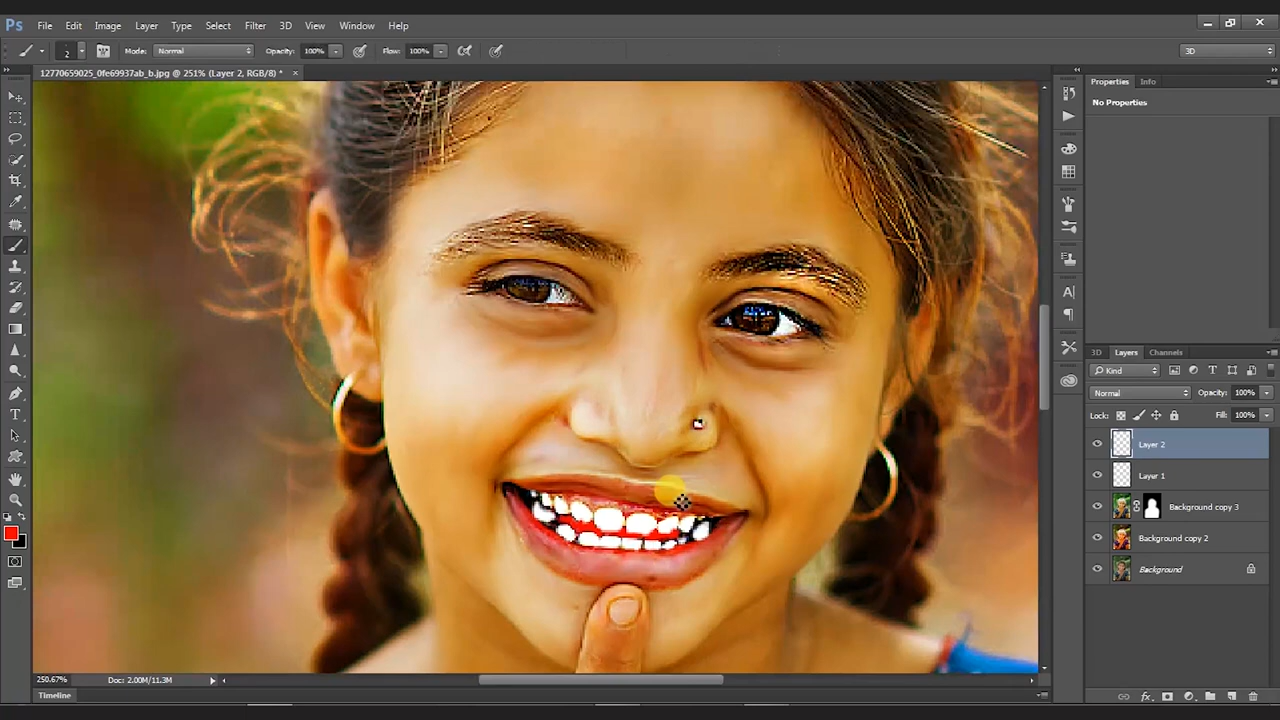 Ps File Edit Image Layer Type Select Filter 3D View Window Help
2 Mode: Normal Opacity: 100% Flow: 100% 3D
12770659025_0fe69937ab_b.jpg @ 251% (Layer 2, RGB/8) * ×
Properties Info
No Properties
3D Layers Channels
Kind T
Normal Opacity: 100%
Lock: Fill: 100%
Layer 2
Layer 1
Background copy 3
Background copy 2
Background
250.67% Doc: 2.00M/11.3M
Timeline